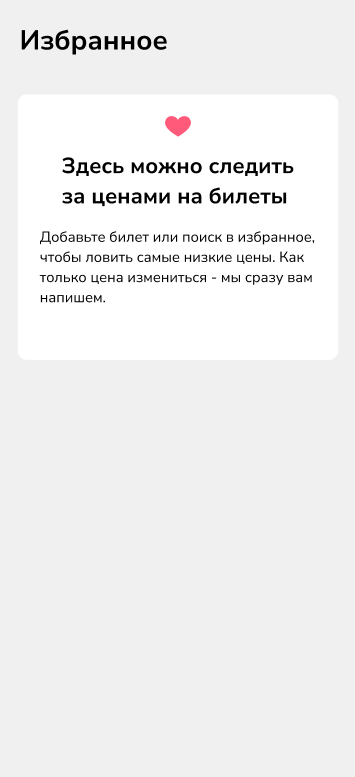 Избранное
Здесь можно следить
за ценами на билеты
Добавьте билет или поиск в избранное,
чтобы ловить самые низкие цены. Как
только цена измениться - мы сразу вам
напишем.